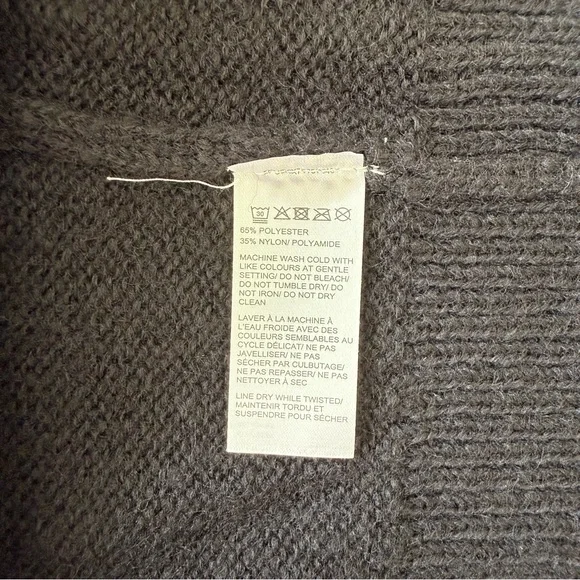 30
65% POLYESTER
35% NYLON/ POLYAMIDE
MACHINE WASH COLD WITH
LIKE COLOURS AT GENTLE
SETTING/ DO NOT BLEACH/
DO NOT TUMBLE DRY/ DO
NOT IRON/ DO NOT DRY
CLEAN
LAVER À LA MACHINE À
L'EAU FROIDE AVEC DES
COULEURS SEMBLABLES AU
CYCLE DÉLICAT/ NE PAS
JAVELLISER/ NE PAS
SÉCHER PAR CULBUTAGE/
NE PAS REPASSER/ NE PAS
NETTOYER À SEC
LINE DRY WHILE TWISTED/
MAINTENIR TORDU ET
SUSPENDRE POUR SÉCHER